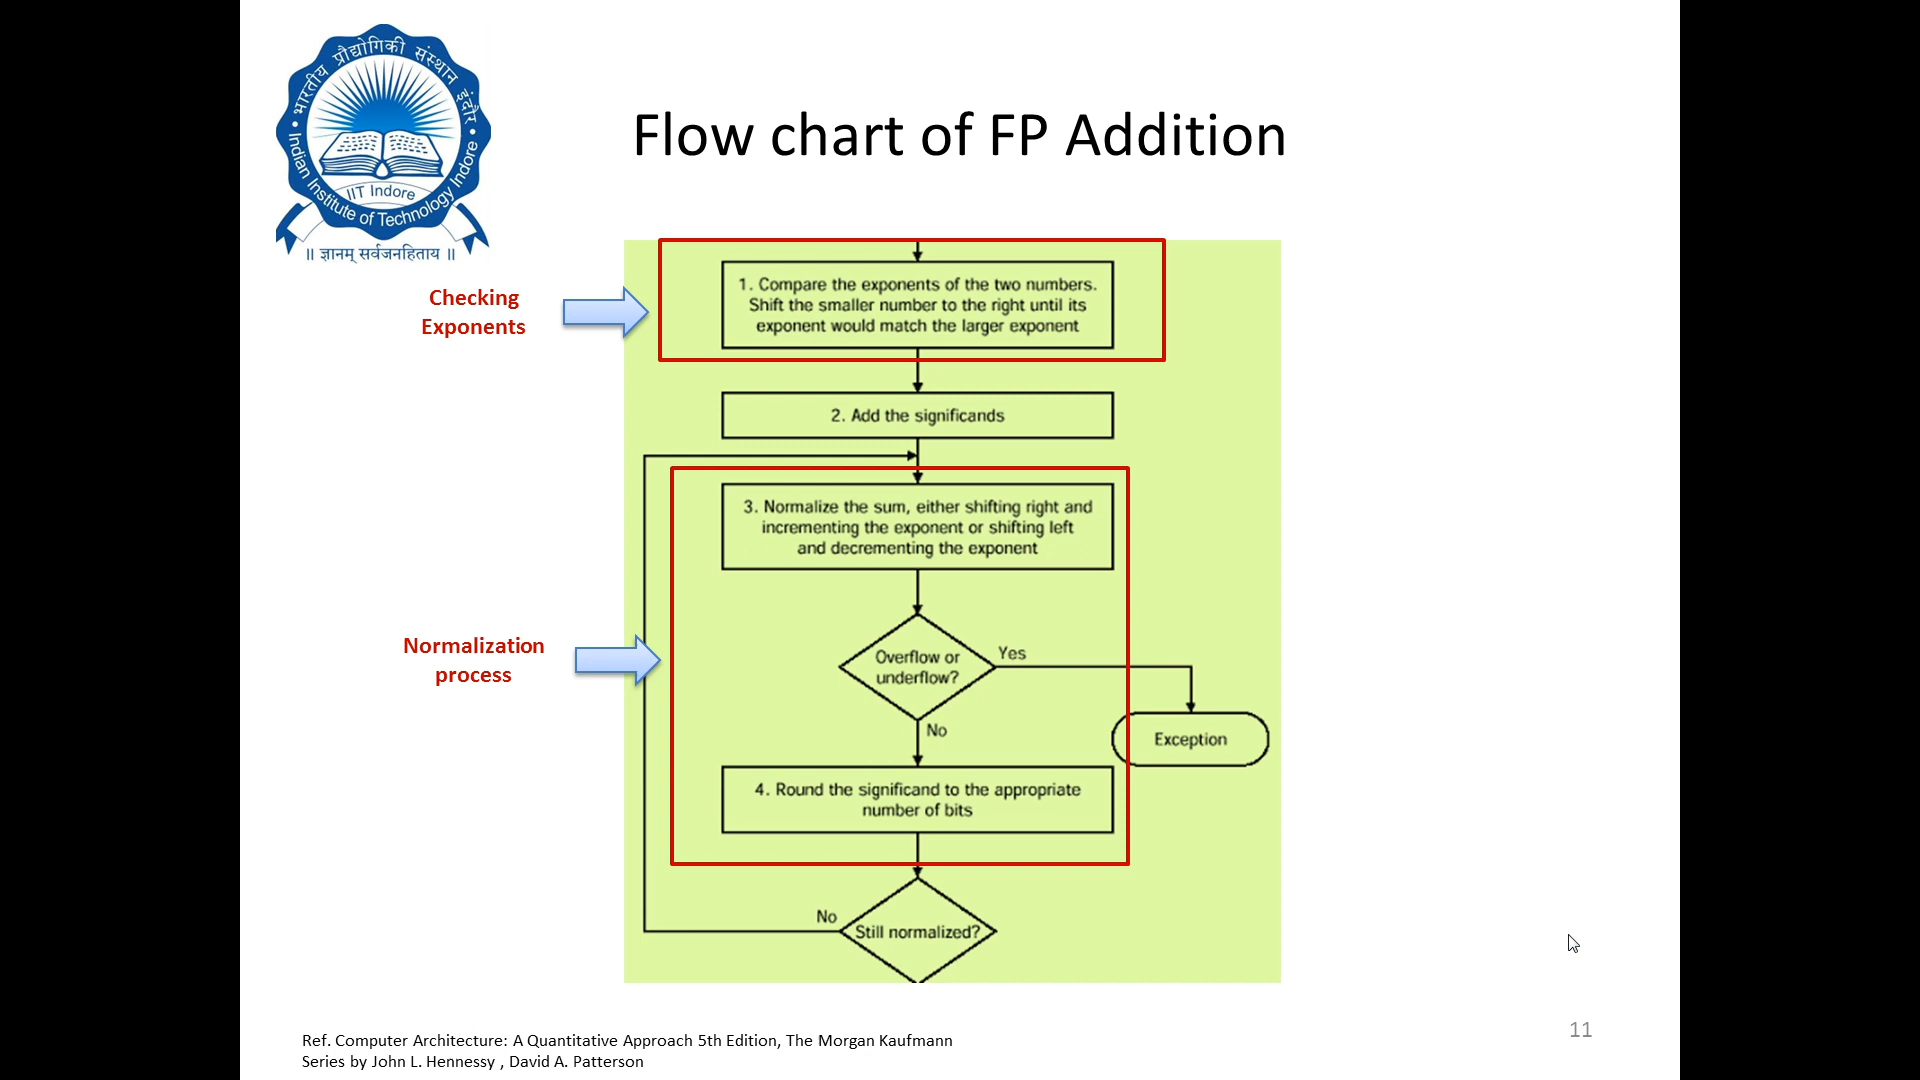 भारतीय प्रौद्योगिकी संस्थान इंदौर
Indian Institute of Technology Indore
IIT Indore
॥ ज्ञानम् सर्वजनहिताय ॥
Flow chart of FP Addition
Checking
Exponents
1. Compare the exponents of the two numbers.
Shift the smaller number to the right until its
exponent would match the larger exponent
2. Add the significands
3. Normalize the sum, either shifting right and
incrementing the exponent or shifting left
and decrementing the exponent
Normalization
process
Overflow or
underflow?
Yes
No
Exception
4. Round the significand to the appropriate
number of bits
No
Still normalized?
Ref. Computer Architecture: A Quantitative Approach 5th Edition, The Morgan Kaufmann
Series by John L. Hennessy , David A. Patterson
11